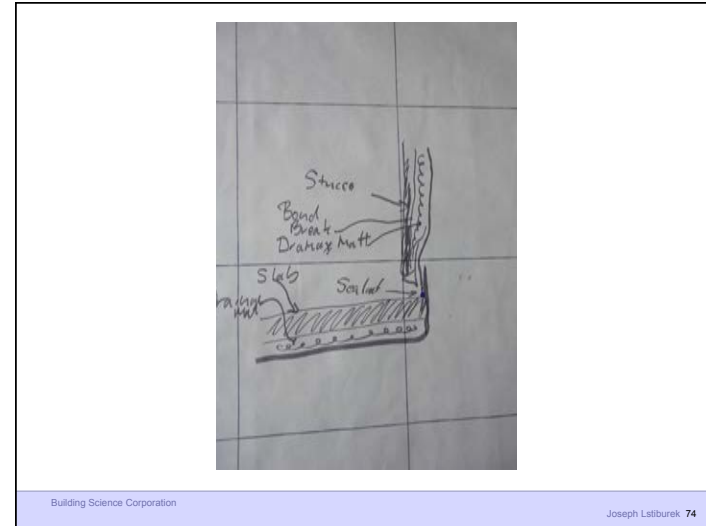 Stucco
Bond
Break
Drainage Matt
Slab
Sealant
Building Science Corporation
Joseph Lstiburek 74